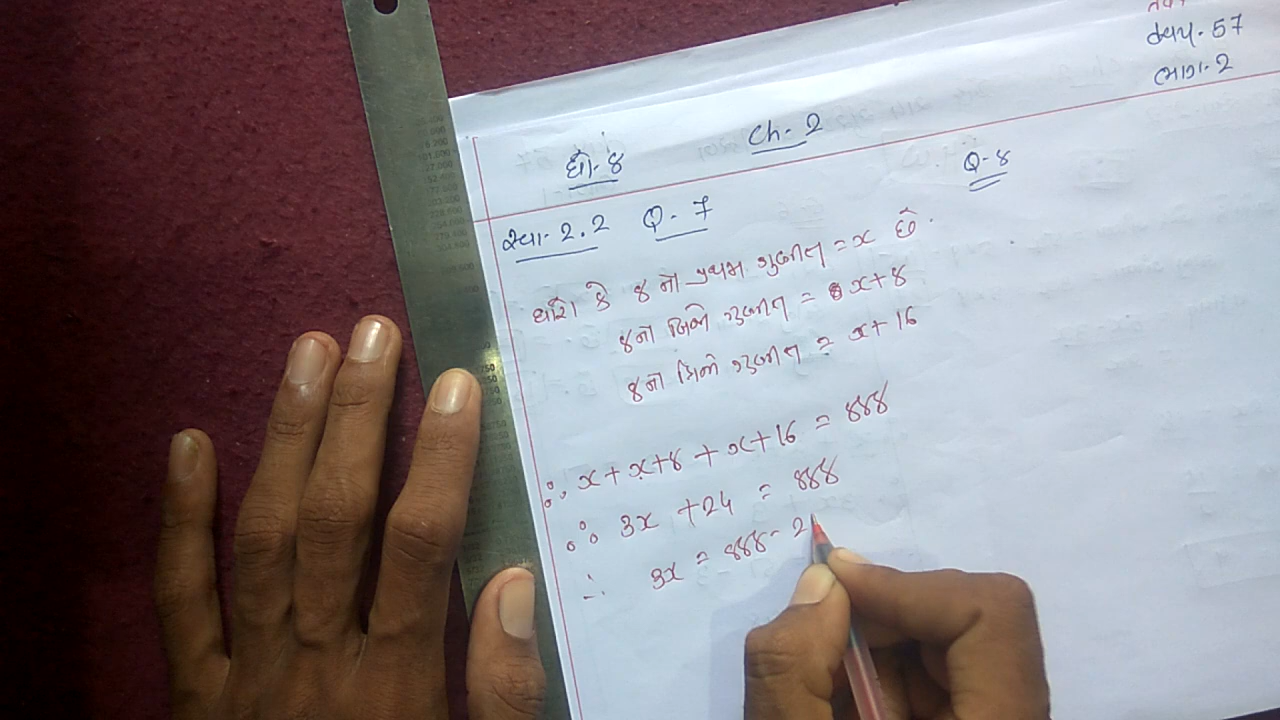 વિડીયો-57
ભાગ-2
ધો-8
Ch-2
Q-8
સ્વા-2.2 Q-7
ધારો કે 8 નો પ્રથમ ગુણીત = x છે.
8 નો બિજો ગુણીત = x+8
8 નો ત્રિજો ગુણીત = x+16
∴ x+x+8+x+16 = 888
∴ 3x +24 = 888
∴ 3x = 888-2